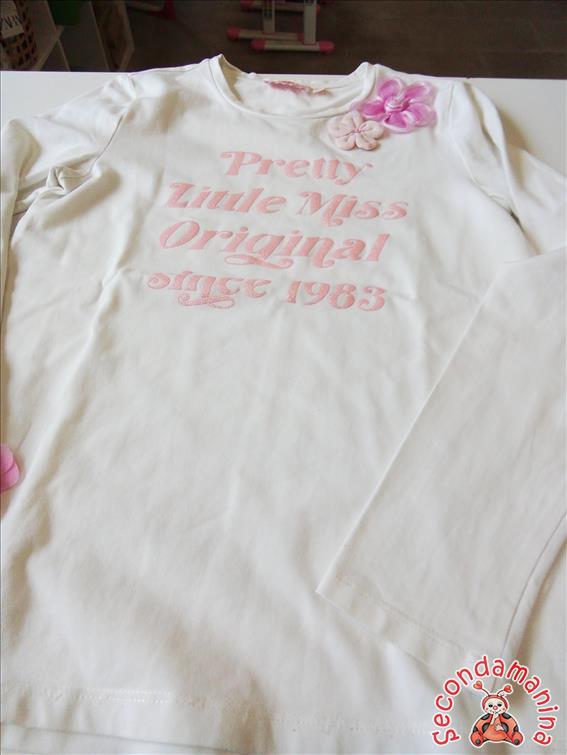 Pretty
Little Miss
Original
since 1983
secondamanina